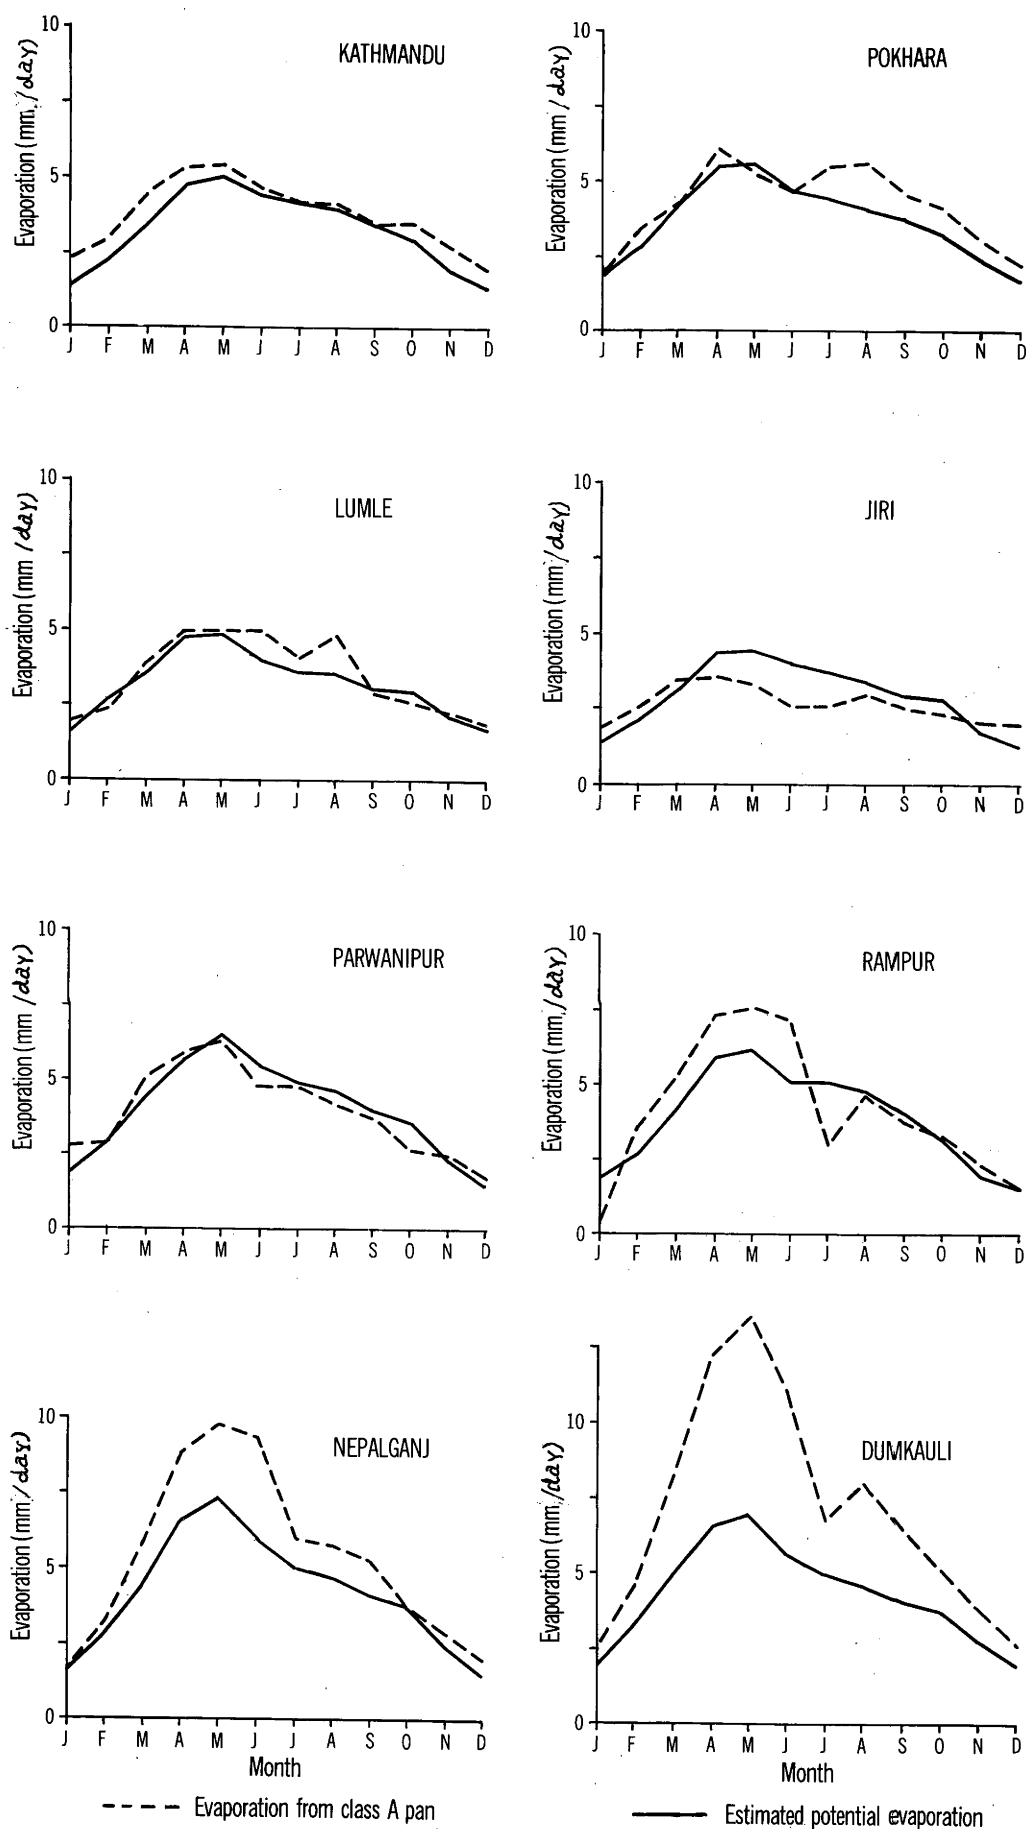 KATHMANDU
Evaporation (mm / day)
10
5
0
J F M A M J J A S O N D
POKHARA
Evaporation (mm / day)
10
5
0
J F M A M J J A S O N D
LUMLE
Evaporation (mm / day)
10
5
0
J F M A M J J A S O N D
JIRI
Evaporation (mm / day)
10
5
0
J F M A M J J A S O N D
PARWANIPUR
Evaporation (mm / day)
10
5
0
J F M A M J J A S O N D
RAMPUR
Evaporation (mm / day)
10
5
0
J F M A M J J A S O N D
NEPALGANJ
Evaporation (mm / day)
10
5
0
J F M A M J J A S O N D
Month
DUMKAULI
Evaporation (mm / day)
10
5
0
J F M A M J J A S O N D
Month
Evaporation from class A pan
Estimated potential evaporation